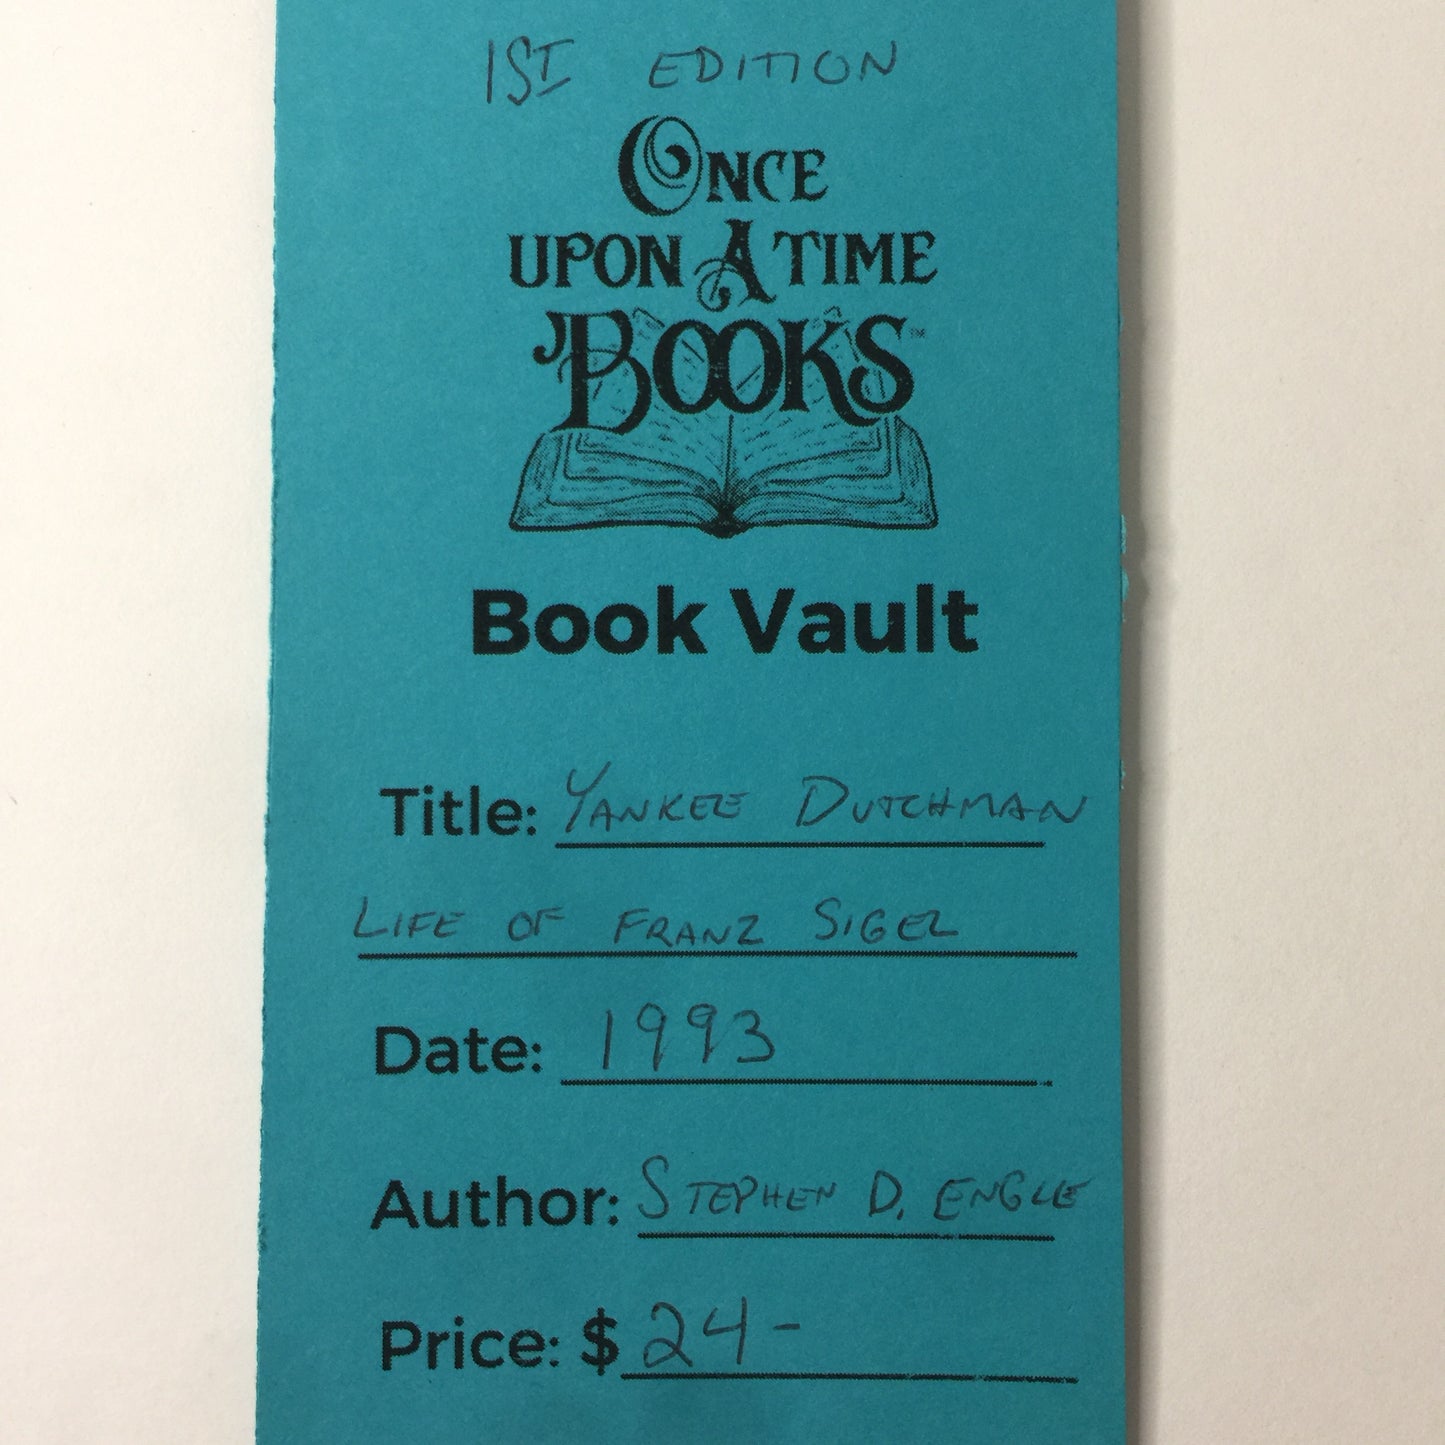 1ST EDITION
ONCE
UPON A TIME
BOOKS™
Book Vault
Title: YANKEE DUTCHMAN
LIFE OF FRANZ SIGEL
Date: 1993
Author: STEPHEN D. ENGLE
Price: $24-